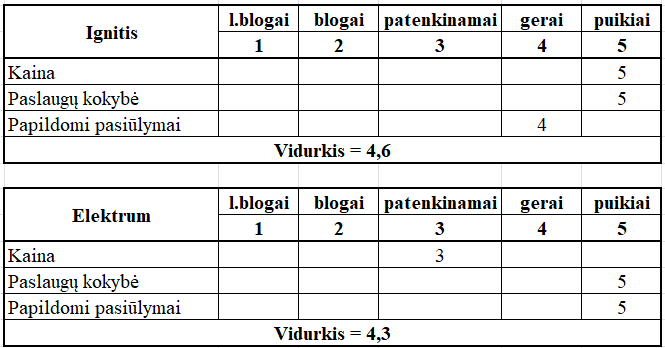 Ignitis l.blogai blogai patenkinamai gerai puikiai
1 2 3 4 5
Kaina 5
Paslaugų kokybė 5
Papildomi pasiūlymai 4
Vidurkis = 4,6
Elektrum l.blogai blogai patenkinamai gerai puikiai
1 2 3 4 5
Kaina 3
Paslaugų kokybė 5
Papildomi pasiūlymai 5
Vidurkis = 4,3